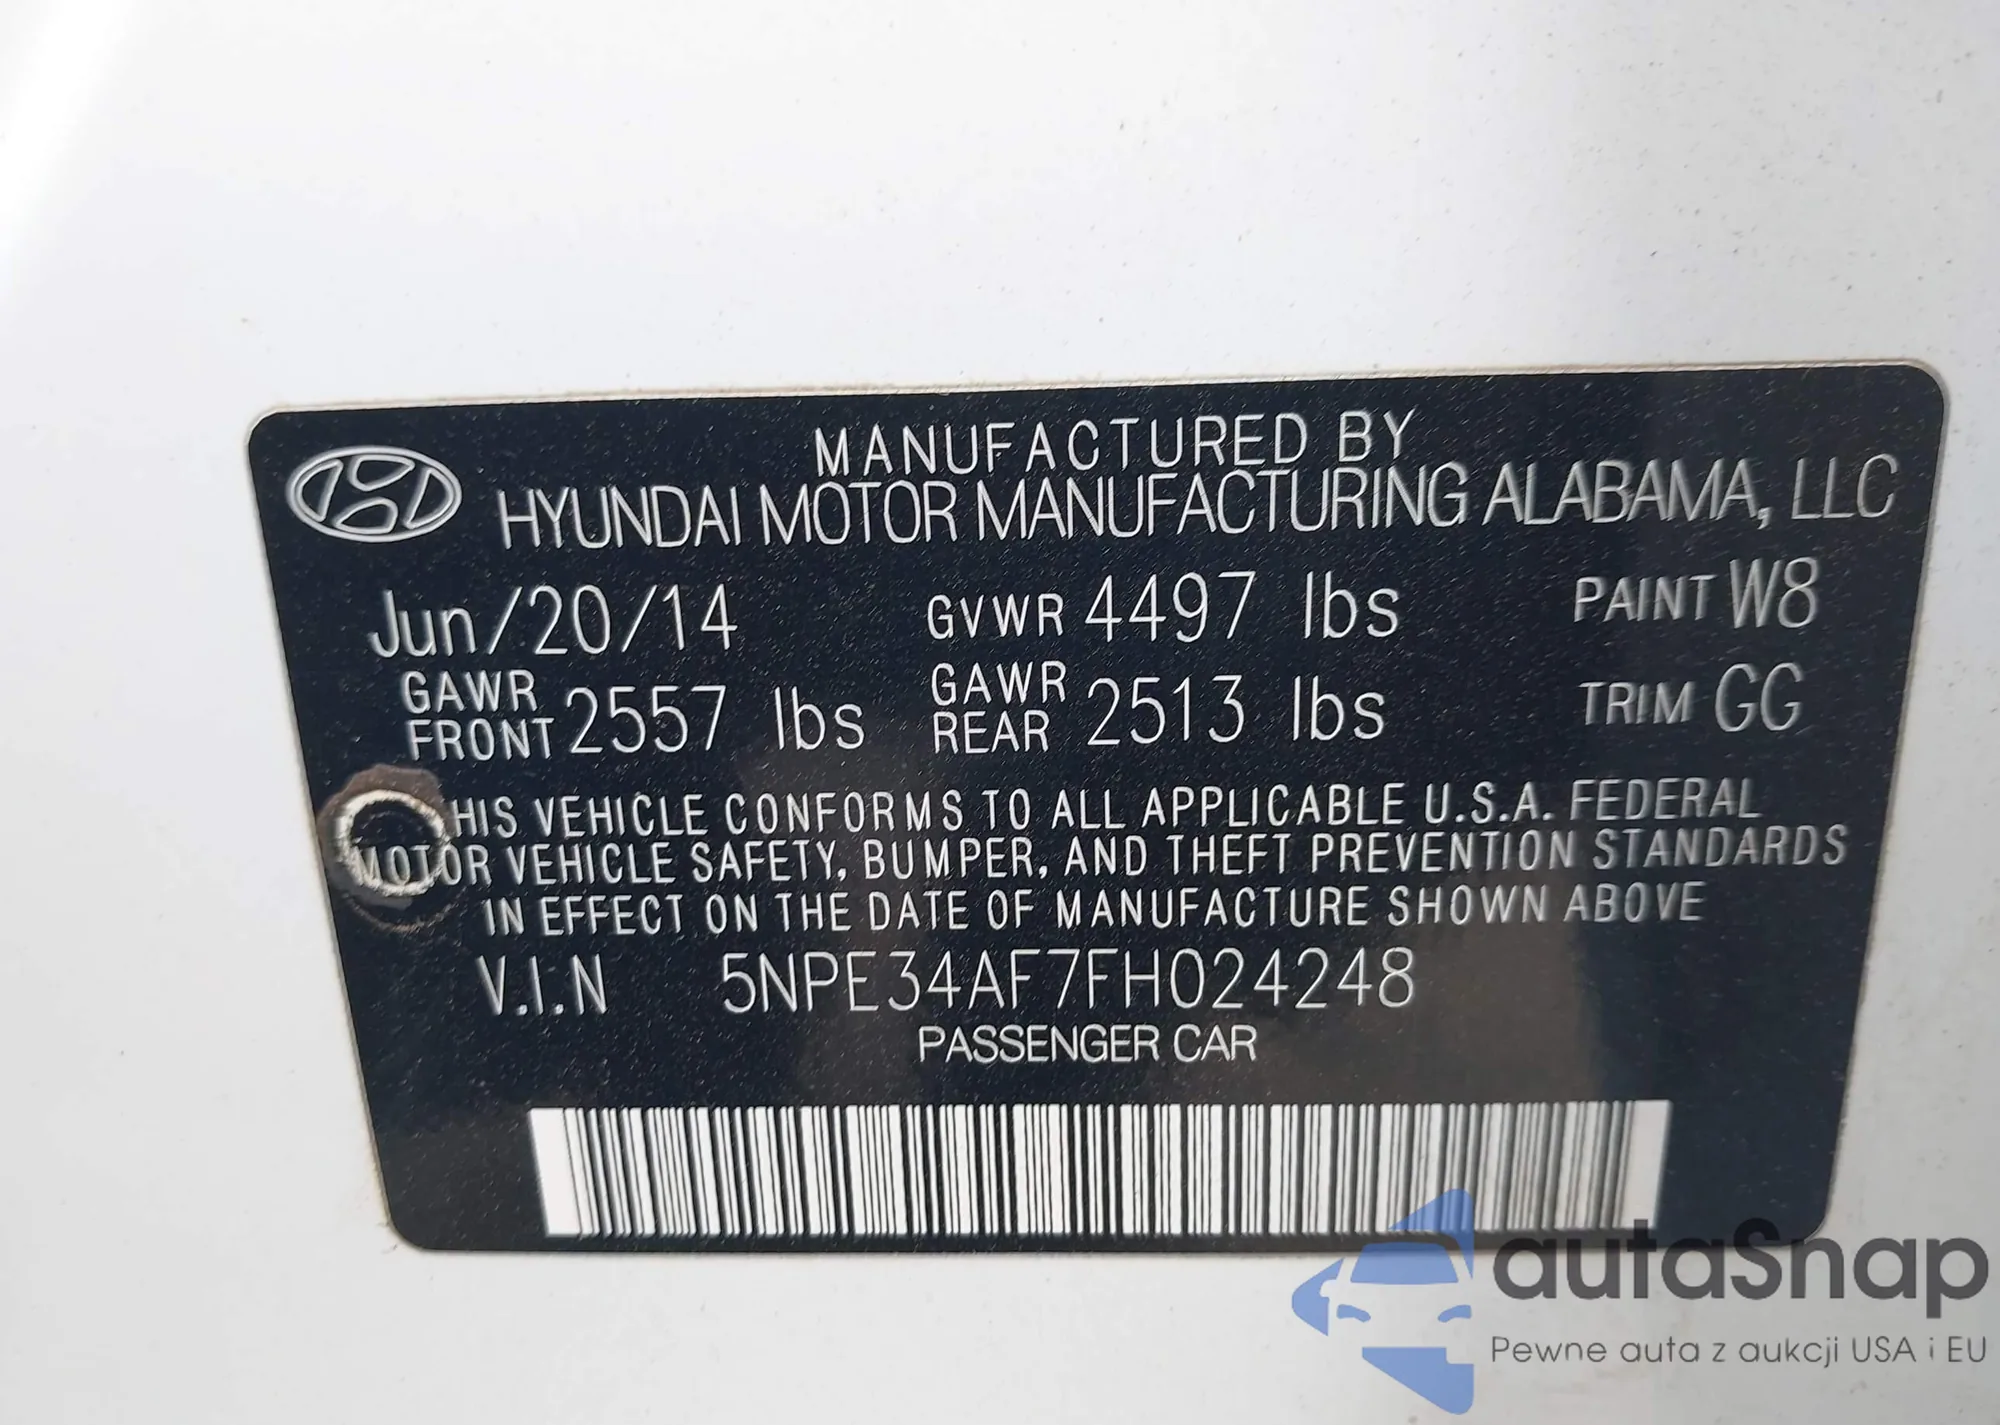 MANUFACTURED BY
HYUNDAI MOTOR MANUFACTURING ALABAMA, LLC
Jun/20/14 GVWR 4497 lbs PAINT W8
GAWR FRONT 2557 lbs GAWR REAR 2513 lbs TRIM GG
HIS VEHICLE CONFORMS TO ALL APPLICABLE U.S.A. FEDERAL
MOTOR VEHICLE SAFETY, BUMPER, AND THEFT PREVENTION STANDARDS
IN EFFECT ON THE DATE OF MANUFACTURE SHOWN ABOVE
V.I.N 5NPE34AF7FH024248
PASSENGER CAR
autaSnap
Pewne auta z aukcji USA i EU